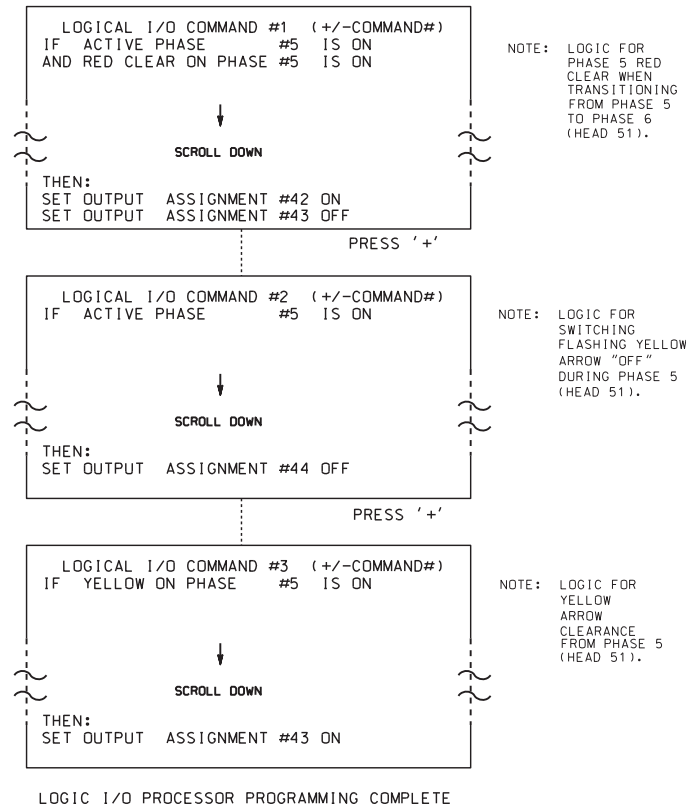 LOGICAL I/O COMMAND #1 (+/-COMMAND#)
IF ACTIVE PHASE #5 IS ON
AND RED CLEAR ON PHASE #5 IS ON
SCROLL DOWN
THEN:
SET OUTPUT ASSIGNMENT #42 ON
SET OUTPUT ASSIGNMENT #43 OFF
NOTE: LOGIC FOR
PHASE 5 RED
CLEAR WHEN
TRANSITIONING
FROM PHASE 5
TO PHASE 6
(HEAD 51).
PRESS '+'
LOGICAL I/O COMMAND #2 (+/-COMMAND#)
IF ACTIVE PHASE #5 IS ON
SCROLL DOWN
THEN:
SET OUTPUT ASSIGNMENT #44 OFF
NOTE: LOGIC FOR
SWITCHING
FLASHING YELLOW
ARROW "OFF"
DURING PHASE 5
(HEAD 51).
PRESS '+'
LOGICAL I/O COMMAND #3 (+/-COMMAND#)
IF YELLOW ON PHASE #5 IS ON
SCROLL DOWN
THEN:
SET OUTPUT ASSIGNMENT #43 ON
NOTE: LOGIC FOR
YELLOW
ARROW
CLEARANCE
FROM PHASE 5
(HEAD 51).
LOGIC I/O PROCESSOR PROGRAMMING COMPLETE